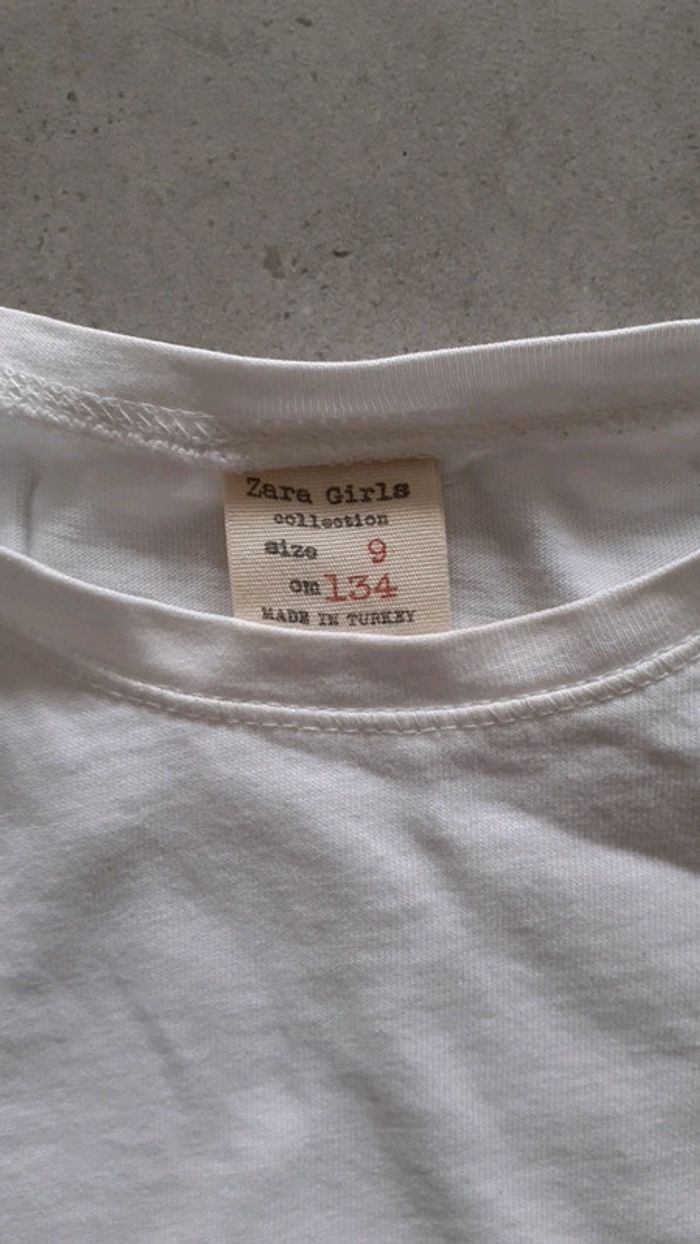 Zara Girls
collection
size 9
cm 134
MADE IN TURKEY